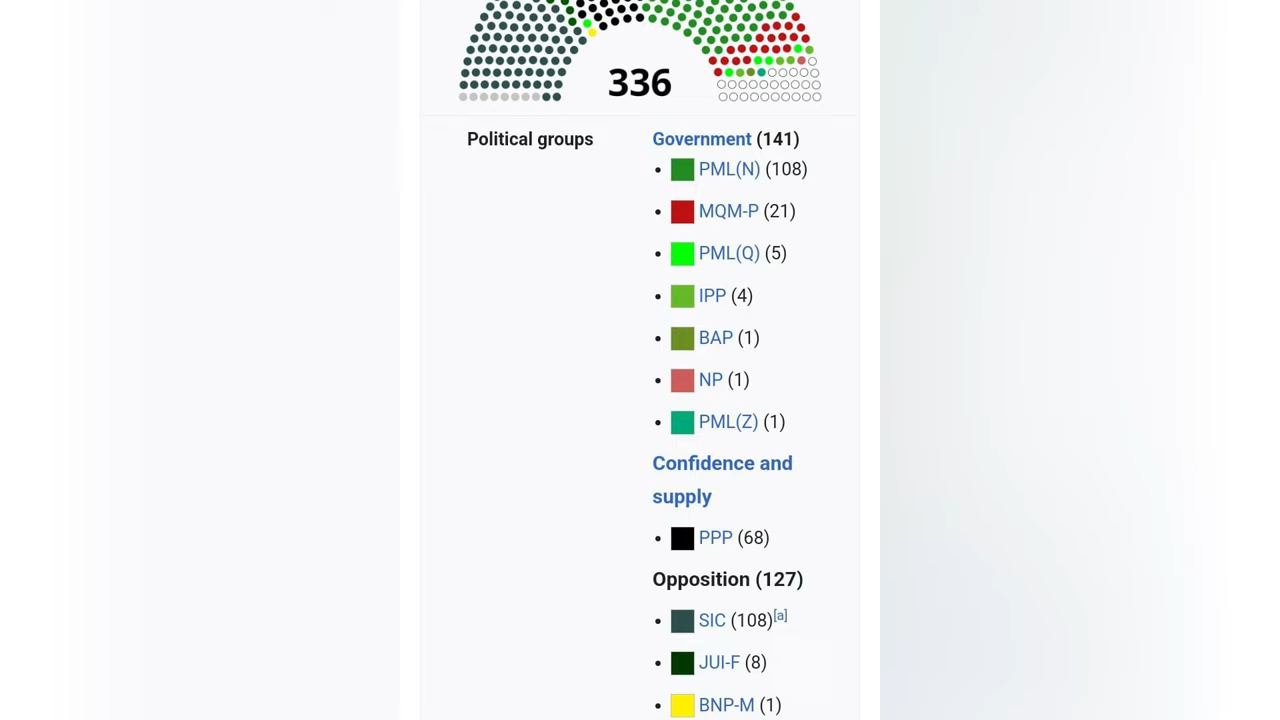 336
Political groups
Government (141)
• PML(N) (108)
• MQM-P (21)
• PML(Q) (5)
• IPP (4)
• BAP (1)
• NP (1)
• PML(Z) (1)
Confidence and
supply
• PPP (68)
Opposition (127)
• SIC (108)[a]
• JUI-F (8)
• BNP-M (1)